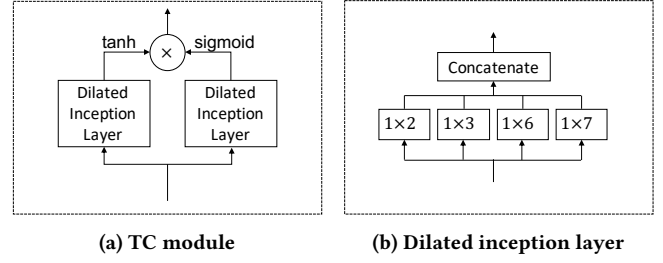 tanh
×
sigmoid
Dilated
Inception
Layer
Dilated
Inception
Layer
(a) TC module
Concatenate
1×2
1×3
1×6
1×7
(b) Dilated inception layer